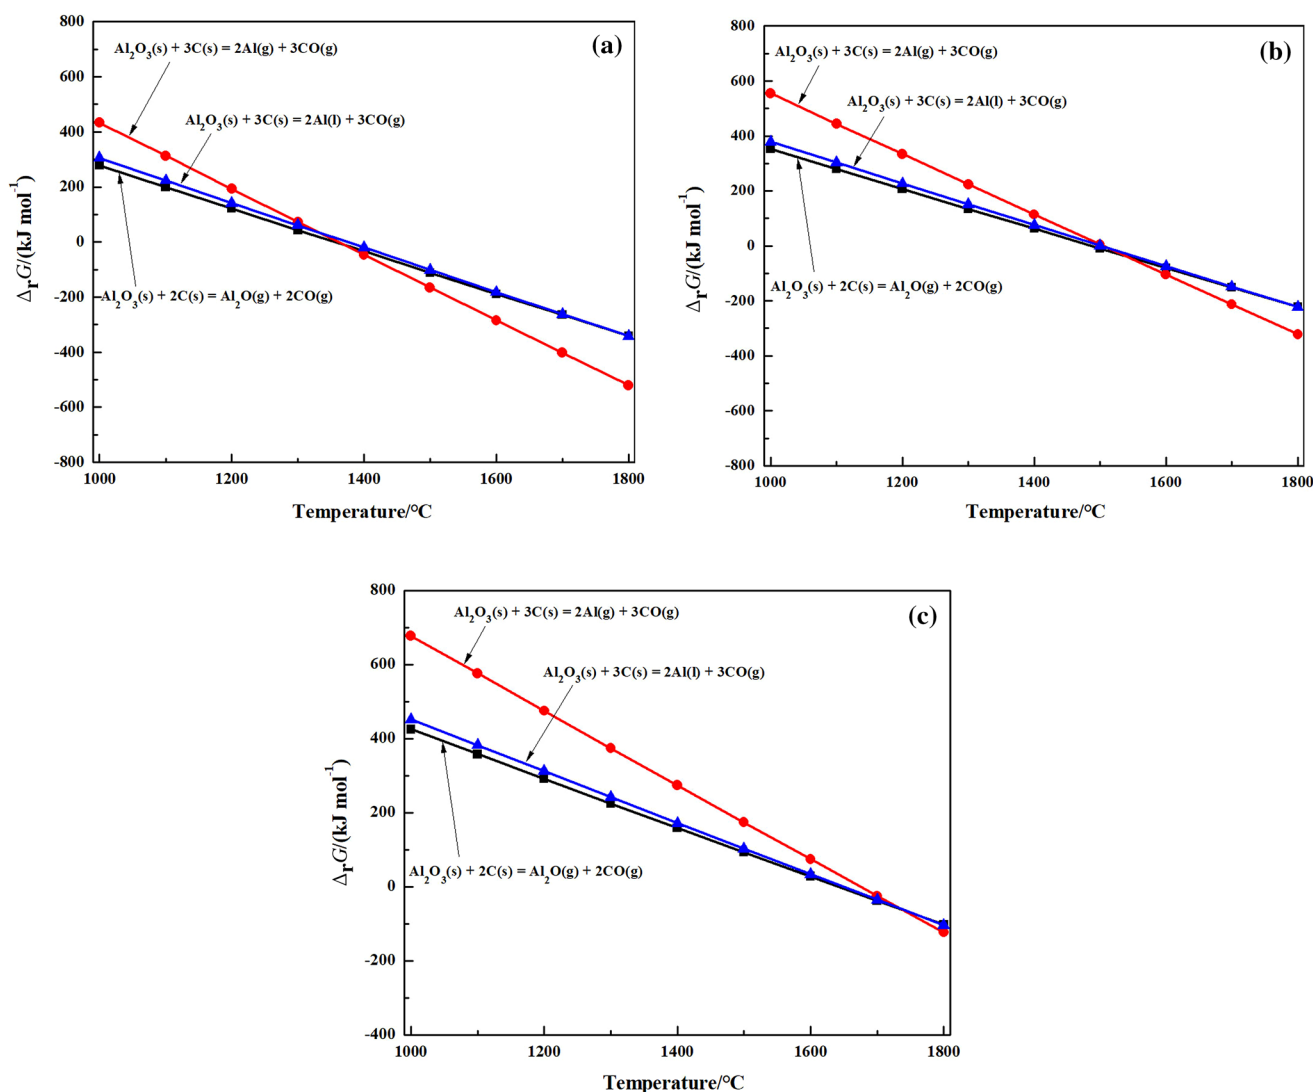 (a)
Al₂O₃(s) + 3C(s) = 2Al(g) + 3CO(g)
Al₂O₃(s) + 3C(s) = 2Al(l) + 3CO(g)
Al₂O₃(s) + 2C(s) = Al₂O(g) + 2CO(g)
ΔᵣG/(kJ mol⁻¹)
800
600
400
200
0
-200
-400
-600
-800
1000 1200 1400 1600 1800
Temperature/°C
(b)
Al₂O₃(s) + 3C(s) = 2Al(g) + 3CO(g)
Al₂O₃(s) + 3C(s) = 2Al(l) + 3CO(g)
Al₂O₃(s) + 2C(s) = Al₂O(g) + 2CO(g)
ΔᵣG/(kJ mol⁻¹)
800
600
400
200
0
-200
-400
-600
-800
1000 1200 1400 1600 1800
Temperature/°C
(c)
Al₂O₃(s) + 3C(s) = 2Al(g) + 3CO(g)
Al₂O₃(s) + 3C(s) = 2Al(l) + 3CO(g)
Al₂O₃(s) + 2C(s) = Al₂O(g) + 2CO(g)
ΔᵣG/(kJ mol⁻¹)
800
600
400
200
0
-200
-400
1000 1200 1400 1600 1800
Temperature/°C